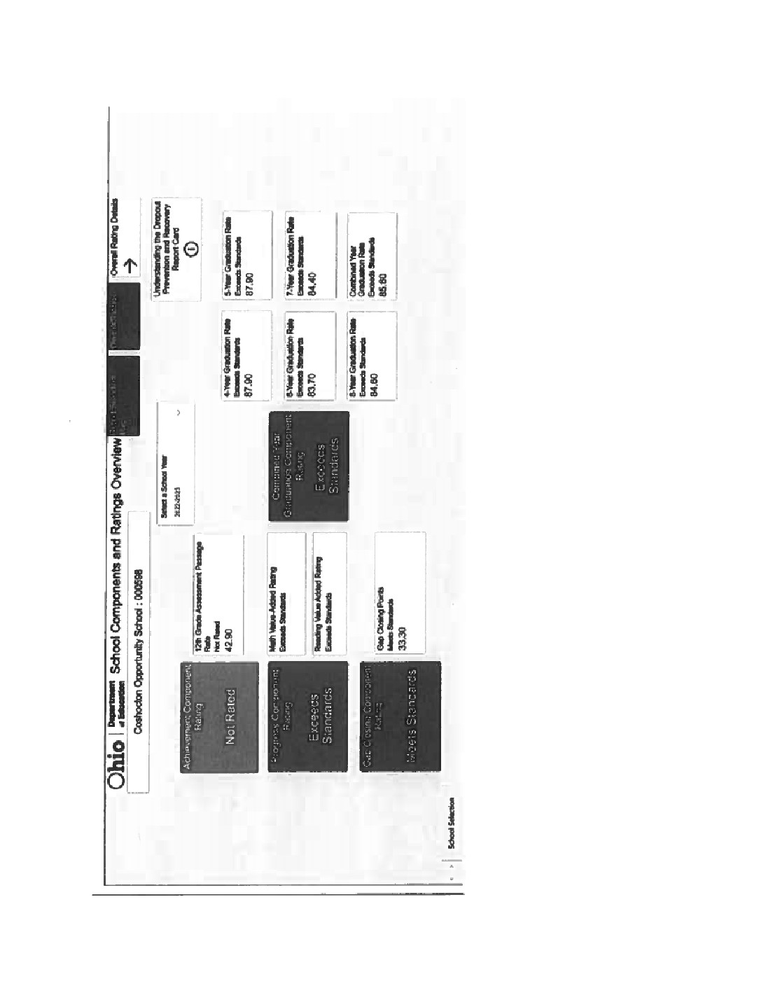 Ohio
Department
of Education
School Components and Ratings Overview
Overall Rating Details
Coshocton Opportunity School : 000598
Select a School Year
2022-2023
Understanding the Dropout
Prevention and Recovery
Report Card
Achievement Component
Rating
Not Rated
12th Grade Assessment Passage
Rate
Not Rated
42.90
Progress Component
Rating
Exceeds
Standards
Math Value-Added Rating
Exceeds Standards
Reading Value Added Rating
Exceeds Standards
Gap Closing Component
Rating
Meets Standards
Gap Closing Points
Meets Standards
33.30
Combined Year
Graduation Component
Rating
Exceeds
Standards
4-Year Graduation Rate
Exceeds Standards
87.90
5-Year Graduation Rate
Exceeds Standards
87.90
6-Year Graduation Rate
Exceeds Standards
83.70
7-Year Graduation Rate
Exceeds Standards
84.40
8-Year Graduation Rate
Exceeds Standards
84.60
Combined Year
Graduation Rate
Exceeds Standards
85.60
School Selection